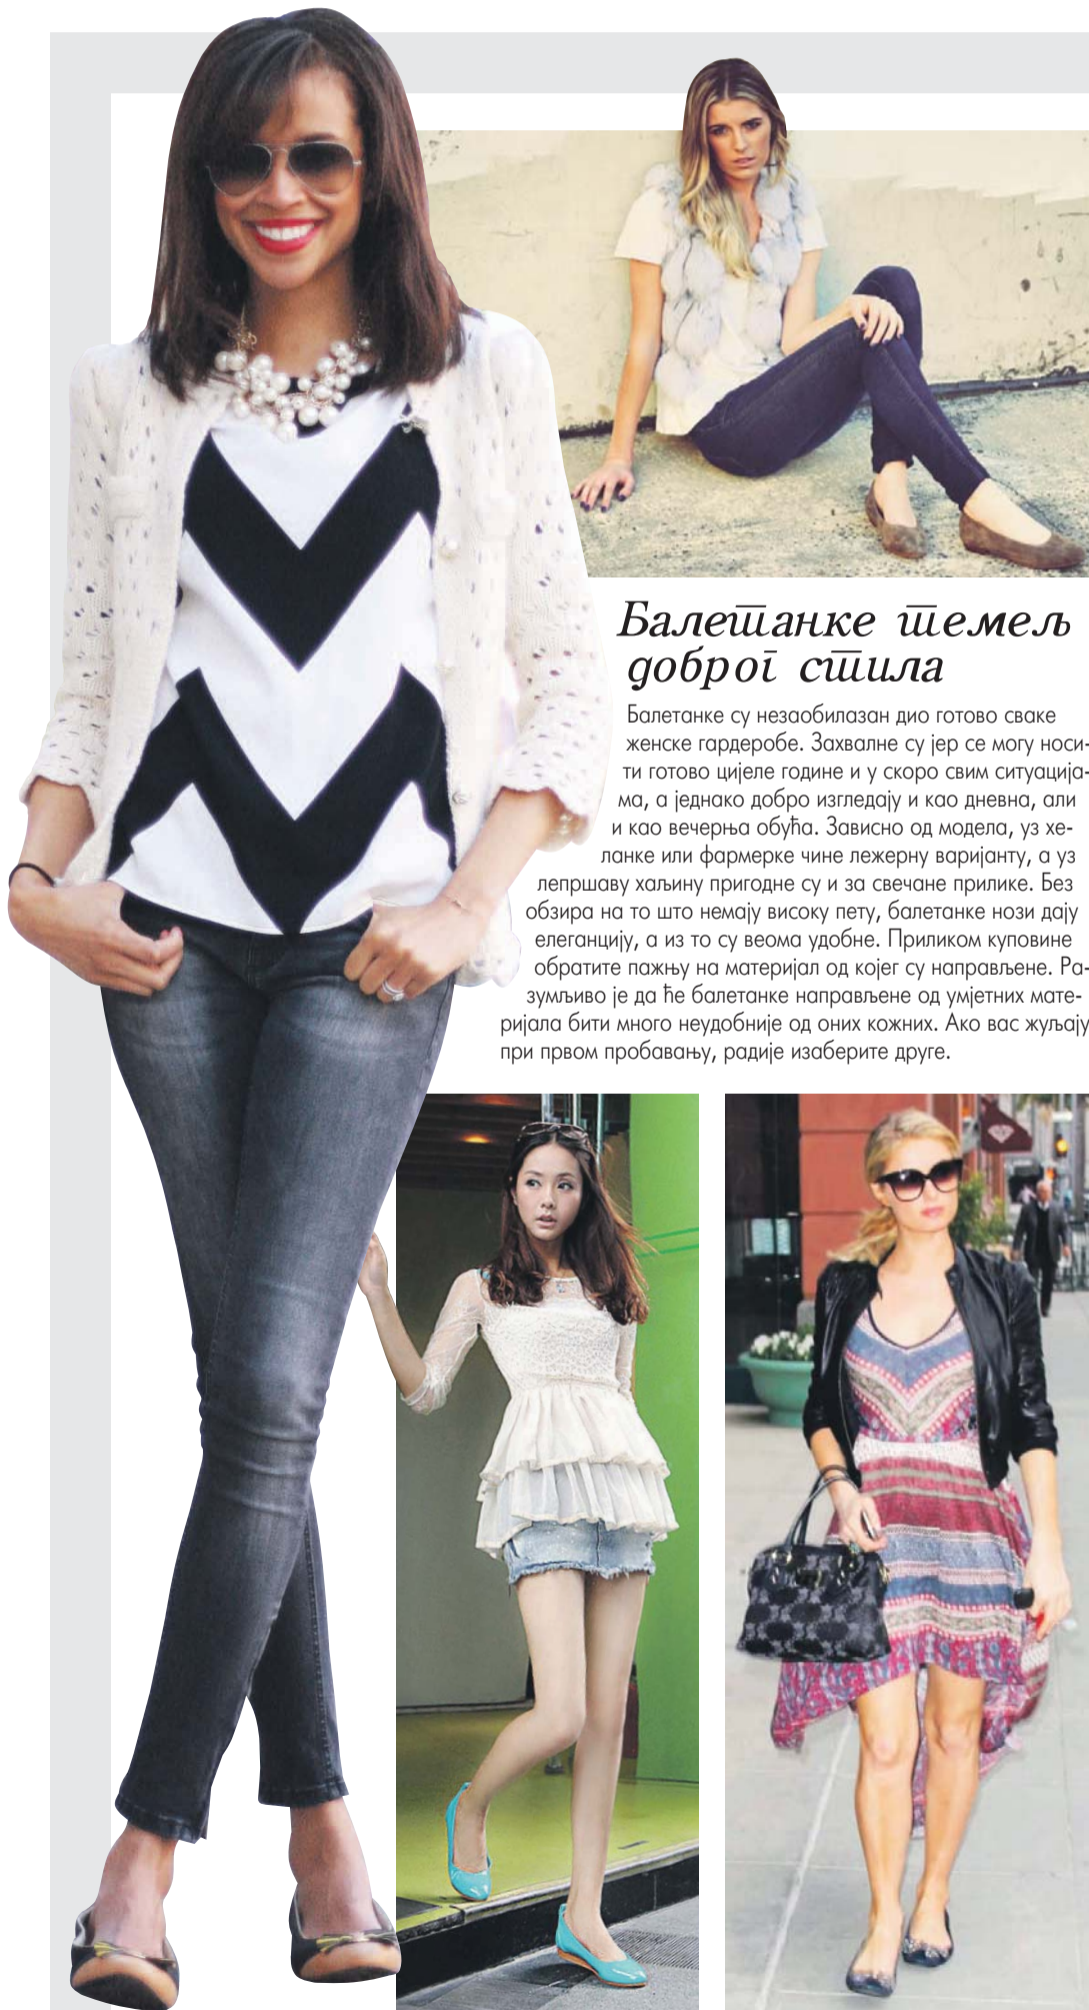 Балетанке темељ
доброг стила
Балетанке су незаобилазан дио готово сваке
женске гардеробе. Захвалне су јер се могу носи-
ти готово цијеле године и у скоро свим ситуација-
ма, а једнако добро изгледају и као дневна, али
и као вечерња обућа. Зависно од модела, уз хе-
ланке или фармерке чине лежерну варијанту, а уз
лепршаву хаљину пригодне су и за свечане прилике. Без
обзира на то што немају високу пету, балетанке нози дају
елеганцију, а из то су веома удобне. Приликом куповине
обратите пажњу на материјал од којег су направљене. Ра-
зумљиво је да ће балетанке направљене од умјетних мате-
ријала бити много неудобније од оних кожних. Ако вас жуљају
при првом пробавању, радије изаберите друге.